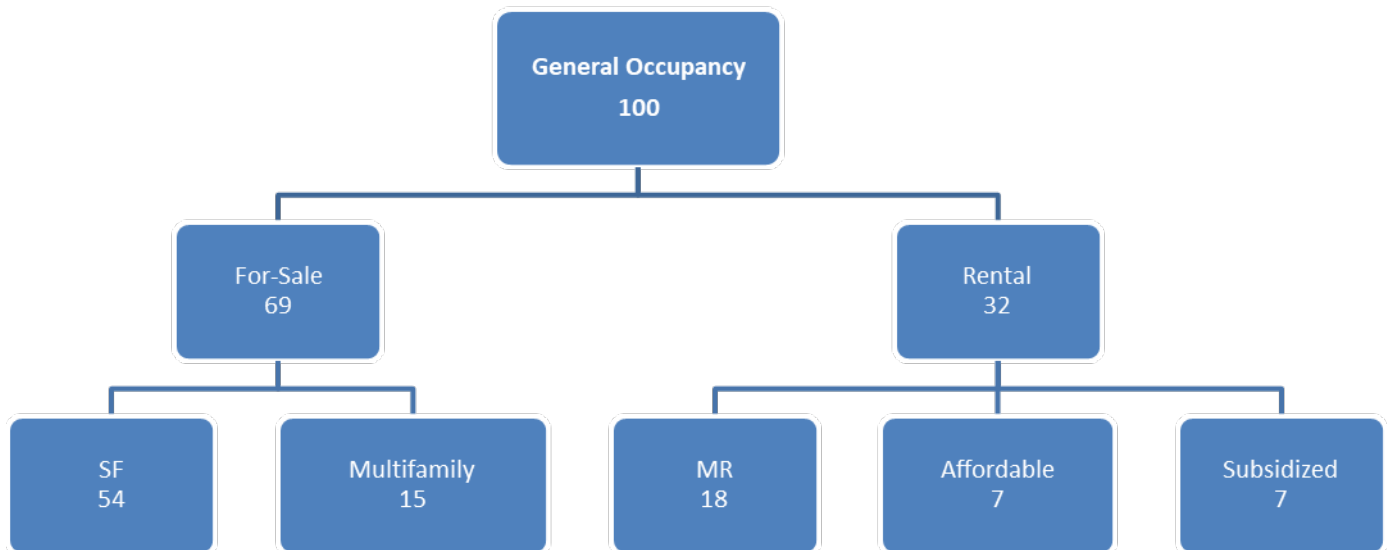 General Occupancy
100
For-Sale
69
Rental
32
SF
54
Multifamily
15
MR
18
Affordable
7
Subsidized
7